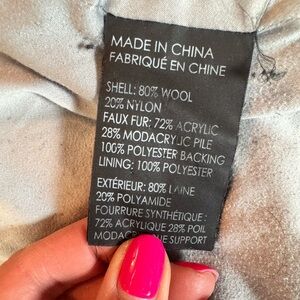 MADE IN CHINA
FABRIQUÉ EN CHINE
SHELL: 80% WOOL
20% NYLON
FAUX FUR: 72% ACRYLIC
28% MODACRYLIC PILE
100% POLYESTER BACKING
LINING: 100% POLYESTER
EXTÉRIEUR: 80% LAINE
20% POLYAMIDE
FOURRURE SYNTHÉTIQUE :
72% ACRYLIQUE 28% POIL
SUPPORT